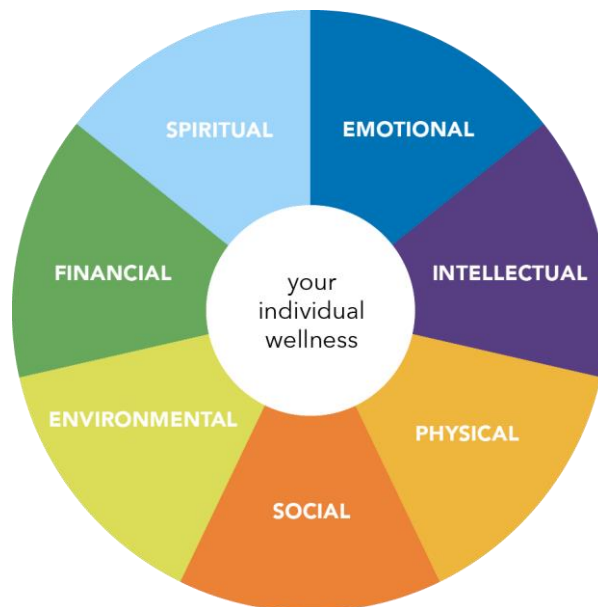 SPIRITUAL
EMOTIONAL
FINANCIAL
your
individual
wellness
INTELLECTUAL
ENVIRONMENTAL
PHYSICAL
SOCIAL